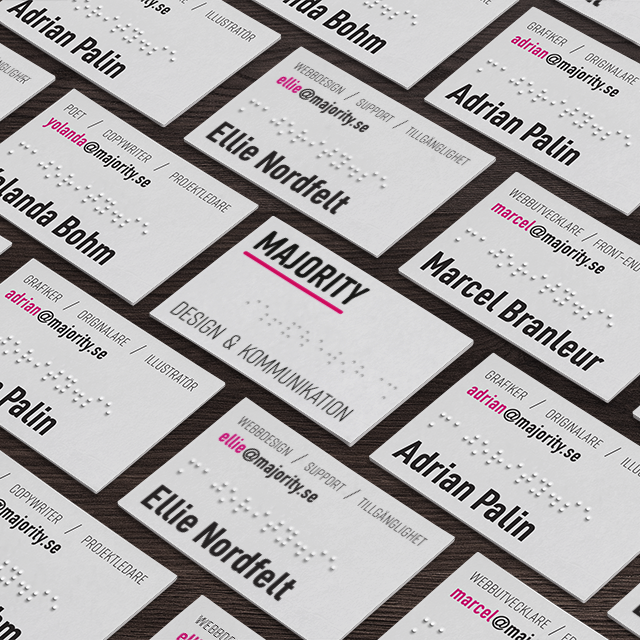 Adrian Palin
/ ILLUSTRATÖR
Yolanda Bohm
GRAFIKER / ORIGINALARE /
adrian@majority.se
Adrian Palin
WEBBDESIGN / SUPPORT / TILLGÄNGLIGHET
ellie@majority.se
Ellie Nordfelt
POET / COPYWRITER / PROJEKTLEDARE
yolanda@majority.se
Yolanda Bohm
WEBBUTVECKLARE / FRONT-END
marcel@majority.se
Marcel Branleur
MAJORITY
DESIGN & KOMMUNIKATION
GRAFIKER / ORIGINALARE / ILLUSTRATÖR
adrian@majority.se
Palin
GRAFIKER / ORIGINALARE /
adrian@majority.se
Adrian Palin
WEBBDESIGN / SUPPORT / TILLGÄNGLIGHET
ellie@majority.se
Ellie Nordfelt
COPYWRITER / PROJEKTLEDARE
@majority.se
WEBBUTVECKLARE /
marcel@majority.se
WEBBDESIGN /